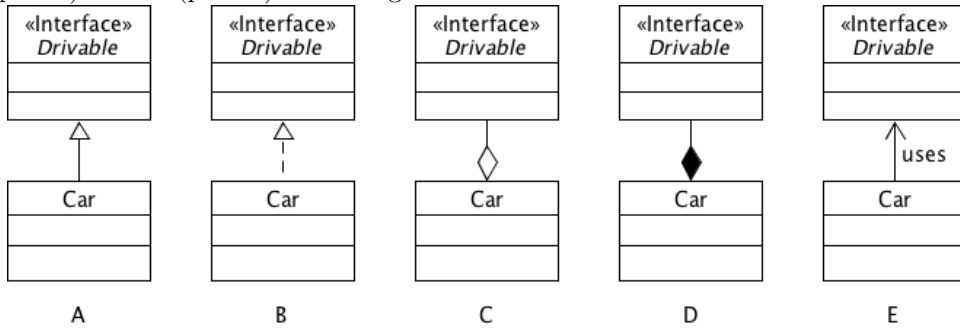 «Interface» «Interface» «Interface» «Interface» «Interface»
Drivable Drivable Drivable Drivable Drivable
uses
Car Car Car Car Car
A B C D E